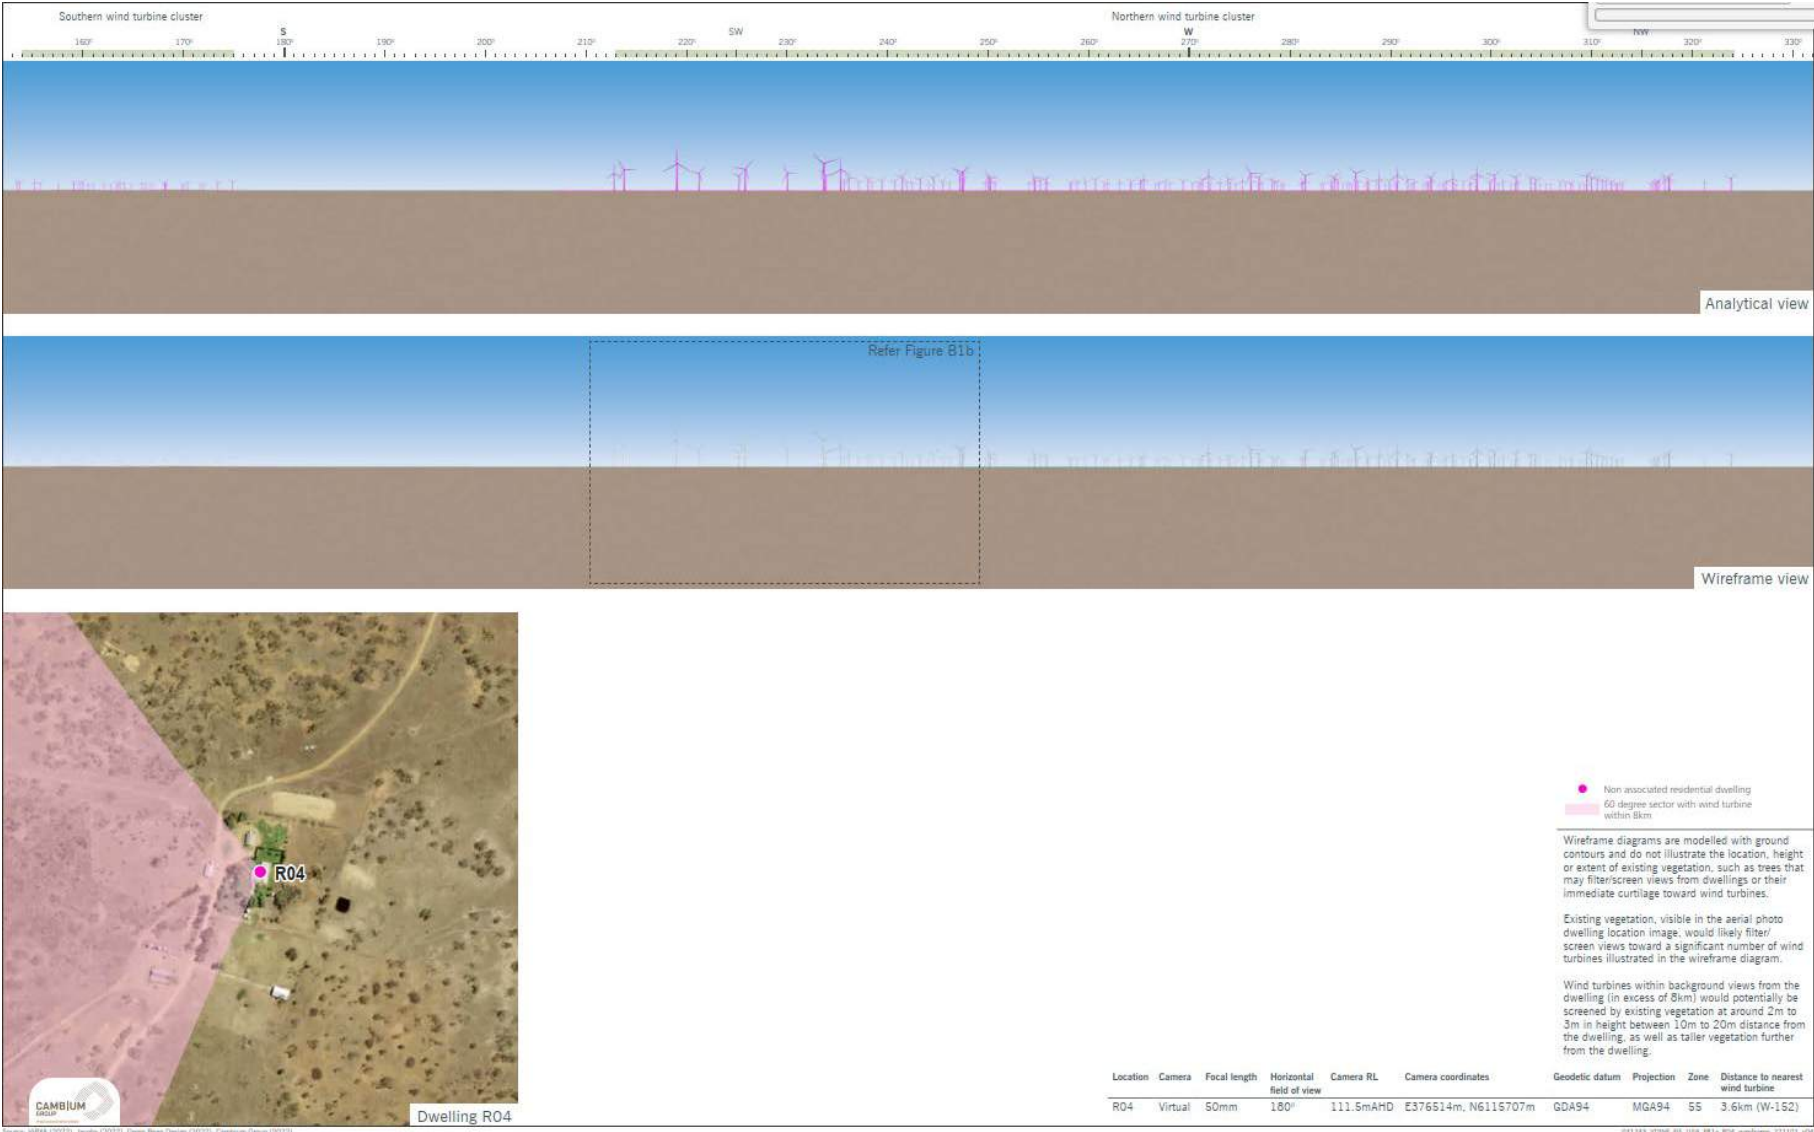 Southern wind turbine cluster
Northern wind turbine cluster
S
SW
W
NW
160°
170°
180°
190°
200°
210°
220°
230°
240°
250°
260°
270°
280°
290°
300°
310°
320°
330°
Analytical view
Refer Figure B1b
Wireframe view
R04
CAMBIUM
GROUP
Dwelling R04
Non associated residential dwelling
60 degree sector with wind turbine
within 8km
Wireframe diagrams are modelled with ground
contours and do not illustrate the location, height
or extent of existing vegetation, such as trees that
may filter/screen views from dwellings or their
immediate curtilage toward wind turbines.
Existing vegetation, visible in the aerial photo
dwelling location image, would likely filter/
screen views toward a significant number of wind
turbines illustrated in the wireframe diagram.
Wind turbines within background views from the
dwelling (in excess of 8km) would potentially be
screened by existing vegetation at around 2m to
3m in height between 10m to 20m distance from
the dwelling, as well as taller vegetation further
from the dwelling.
Location Camera Focal length Horizontal field of view Camera RL Camera coordinates Geodetic datum Projection Zone Distance to nearest wind turbine
R04 Virtual 50mm 180° 111.5mAHD E376514m, N6115707m GDA94 MGA94 55 3.6km (W-152)